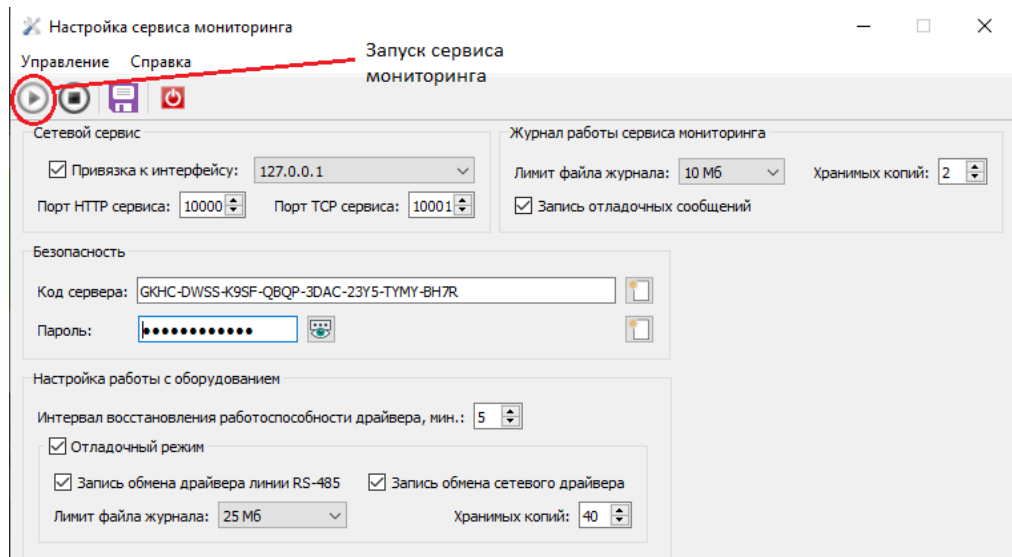 Настройка сервиса мониторинга
Управление Справка
Запуск сервиса
мониторинга
Сетевой сервис
Привязка к интерфейсу: 127.0.0.1
Порт HTTP сервиса: 10000 Порт TCP сервиса: 10001
Журнал работы сервиса мониторинга
Лимит файла журнала: 10 Мб Хранимых копий: 2
Запись отладочных сообщений
Безопасность
Код сервера: GKHC-DWSS-K9SF-QBQP-3DAC-23Y5-TYMY-BH7R
Пароль: ••••••••••••
Настройка работы с оборудованием
Интервал восстановления работоспособности драйвера, мин.: 5
Отладочный режим
Запись обмена драйвера линии RS-485 Запись обмена сетевого драйвера
Лимит файла журнала: 25 Мб Хранимых копий: 40